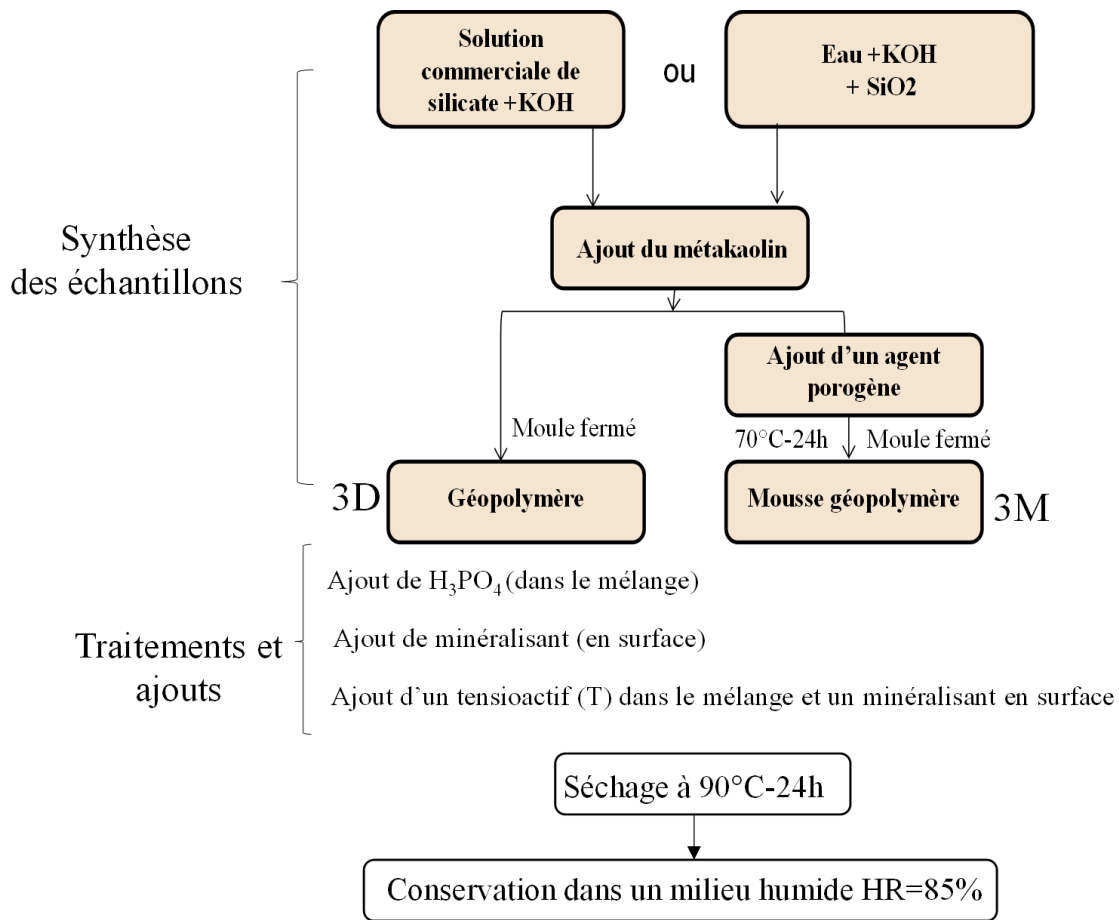 Solution
commerciale de
silicate +KOH
ou
Eau +KOH
+ SiO2
Synthèse
des échantillons
Ajout du métakaolin
Ajout d’un agent
porogène
Moule fermé
70°C-24h
Moule fermé
3D
Géopolymère
Mousse géopolymère
3M
Traitements et
ajouts
Ajout de H₃PO₄ (dans le mélange)
Ajout de minéralisant (en surface)
Ajout d’un tensioactif (T) dans le mélange et un minéralisant en surface
Séchage à 90°C-24h
Conservation dans un milieu humide HR=85%